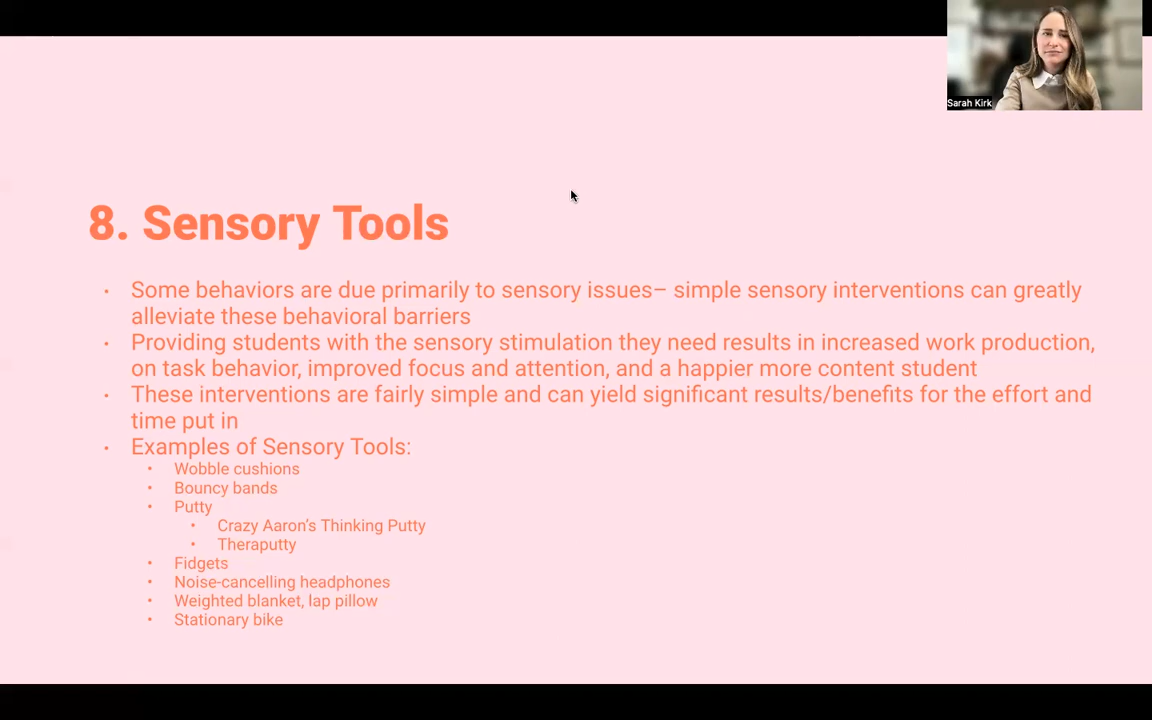 Sarah Kirk
8. Sensory Tools
• Some behaviors are due primarily to sensory issues– simple sensory interventions can greatly
alleviate these behavioral barriers
• Providing students with the sensory stimulation they need results in increased work production,
on task behavior, improved focus and attention, and a happier more content student
• These interventions are fairly simple and can yield significant results/benefits for the effort and
time put in
• Examples of Sensory Tools:
• Wobble cushions
• Bouncy bands
• Putty
• Crazy Aaron’s Thinking Putty
• Theraputty
• Fidgets
• Noise-cancelling headphones
• Weighted blanket, lap pillow
• Stationary bike